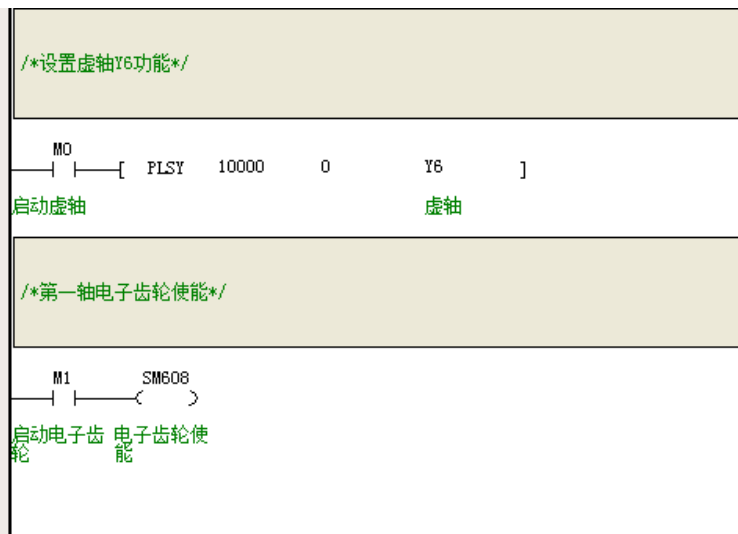 /*设置虚轴Y6功能*/
M0
[ PLSY 10000 0 Y6 ]
启动虚轴 虚轴
/*第一轴电子齿轮使能*/
M1 SM608
启动电子齿 电子齿轮使
轮 能